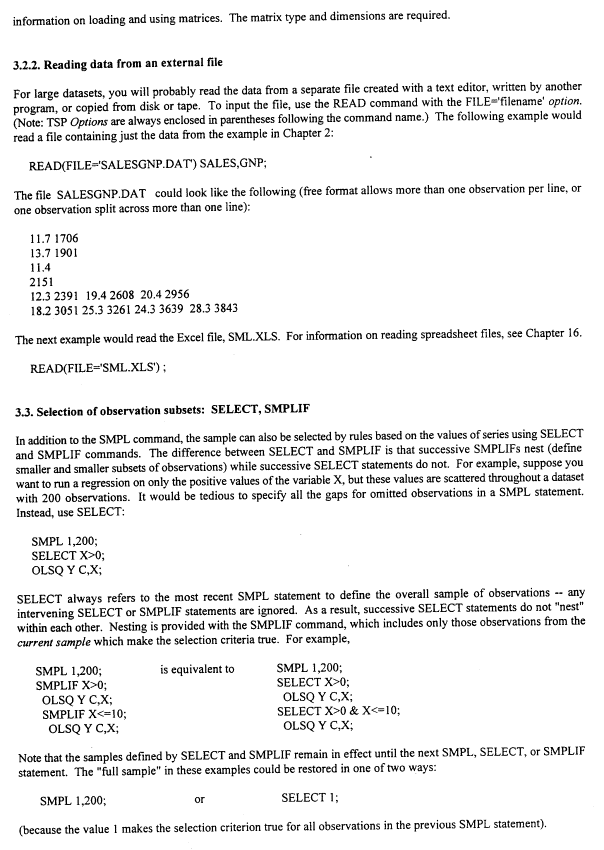 information on loading and using matrices. The matrix type and dimensions are required.
3.2.2. Reading data from an external file
For large datasets, you will probably read the data from a separate file created with a text editor, written by another
program, or copied from disk or tape. To input the file, use the READ command with the FILE='filename' option.
(Note: TSP Options are always enclosed in parentheses following the command name.) The following example would
read a file containing just the data from the example in Chapter 2:
READ(FILE='SALESGNP.DAT') SALES,GNP;
The file SALESGNP.DAT could look like the following (free format allows more than one observation per line, or
one observation split across more than one line):
11.7 1706
13.7 1901
11.4
2151
12.3 2391 19.4 2608 20.4 2956
18.2 3051 25.3 3261 24.3 3639 28.3 3843
The next example would read the Excel file, SML.XLS. For information on reading spreadsheet files, see Chapter 16.
READ(FILE='SML.XLS') ;
3.3. Selection of observation subsets: SELECT, SMPLIF
In addition to the SMPL command, the sample can also be selected by rules based on the values of series using SELECT
and SMPLIF commands. The difference between SELECT and SMPLIF is that successive SMPLIFs nest (define
smaller and smaller subsets of observations) while successive SELECT statements do not. For example, suppose you
want to run a regression on only the positive values of the variable X, but these values are scattered throughout a dataset
with 200 observations. It would be tedious to specify all the gaps for omitted observations in a SMPL statement.
Instead, use SELECT:
SMPL 1,200;
SELECT X>0;
OLSQ Y C,X;
SELECT always refers to the most recent SMPL statement to define the overall sample of observations -- any
intervening SELECT or SMPLIF statements are ignored. As a result, successive SELECT statements do not "nest"
within each other. Nesting is provided with the SMPLIF command, which includes only those observations from the
current sample which make the selection criteria true. For example,
SMPL 1,200; is equivalent to SMPL 1,200;
SMPLIF X>0; SELECT X>0;
OLSQ Y C,X; OLSQ Y C,X;
SMPLIF X<=10; SELECT X>0 & X<=10;
OLSQ Y C,X; OLSQ Y C,X;
Note that the samples defined by SELECT and SMPLIF remain in effect until the next SMPL, SELECT, or SMPLIF
statement. The "full sample" in these examples could be restored in one of two ways:
SMPL 1,200; or SELECT 1;
(because the value 1 makes the selection criterion true for all observations in the previous SMPL statement).